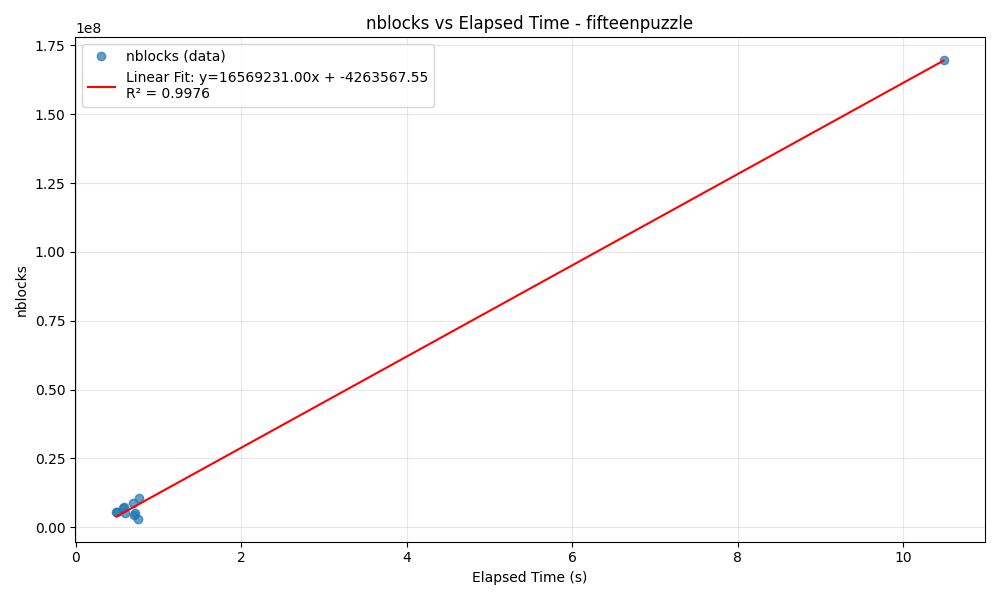 nblocks vs Elapsed Time - fifteenpuzzle
1e8
nblocks (data)
Linear Fit: y=16569231.00x + -4263567.55
R² = 0.9976
1.75
1.50
1.25
1.00
0.75
0.50
0.25
0.00
nblocks
0 2 4 6 8 10
Elapsed Time (s)